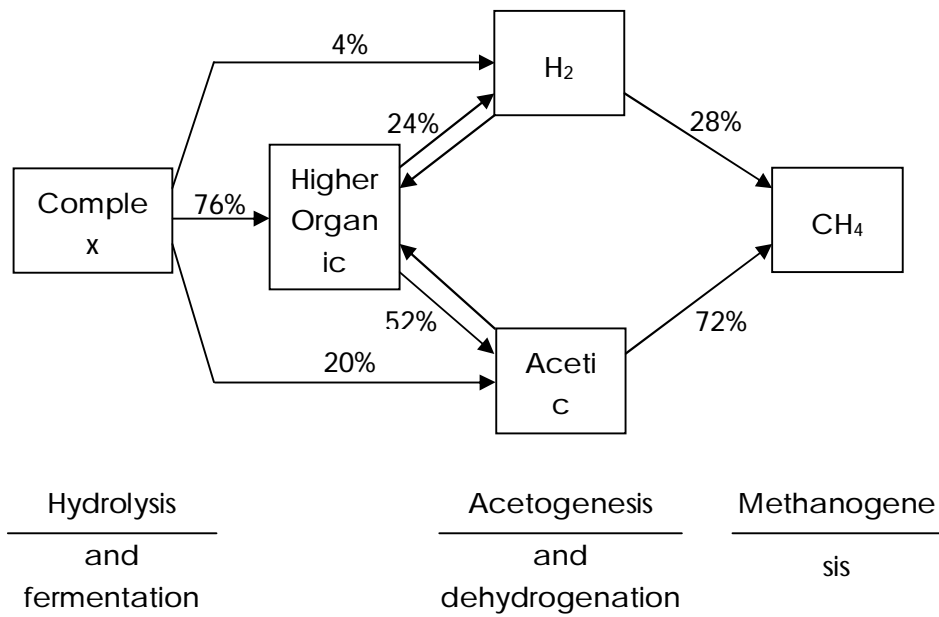 4%
H₂
24%
28%
Higher
Organ
ic
Comple
x
76%
CH₄
52%
72%
20%
Aceti
c
Hydrolysis
and
fermentation
Acetogenesis
and
dehydrogenation
Methanogene
sis